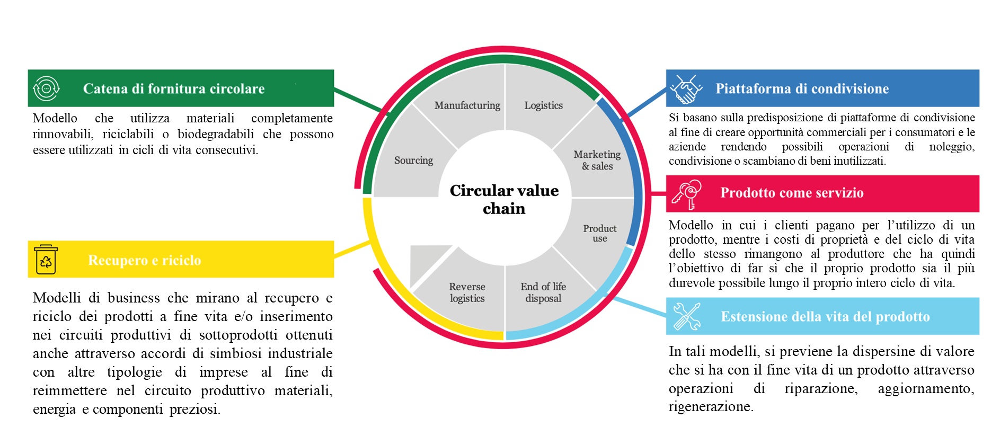 Catena di fornitura circolare
Modello che utilizza materiali completamente
rinnovabili, riciclabili o biodegradabili che possono
essere utilizzati in cicli di vita consecutivi.
Recupero e riciclo
Modelli di business che mirano al recupero e
riciclo dei prodotti a fine vita e/o inserimento
nei circuiti produttivi di sottoprodotti ottenuti
anche attraverso accordi di simbiosi industriale
con altre tipologie di imprese al fine di
reimmettere nel circuito produttivo materiali,
energia e componenti preziosi.
Manufacturing
Logistics
Sourcing
Marketing
& sales
Circular value
chain
Product
use
Reverse
logistics
End of life
disposal
Piattaforma di condivisione
Si basano sulla predisposizione di piattaforme di condivisione
al fine di creare opportunità commerciali per i consumatori e le
aziende rendendo possibili operazioni di noleggio,
condivisione o scambiano di beni inutilizzati.
Prodotto come servizio
Modello in cui i clienti pagano per l’utilizzo di un
prodotto, mentre i costi di proprietà e del ciclo di vita
dello stesso rimangono al produttore che ha quindi
l’obiettivo di far sì che il proprio prodotto sia il più
durevole possibile lungo il proprio intero ciclo di vita.
Estensione della vita del prodotto
In tali modelli, si previene la dispersine di valore
che si ha con il fine vita di un prodotto attraverso
operazioni di riparazione, aggiornamento,
rigenerazione.